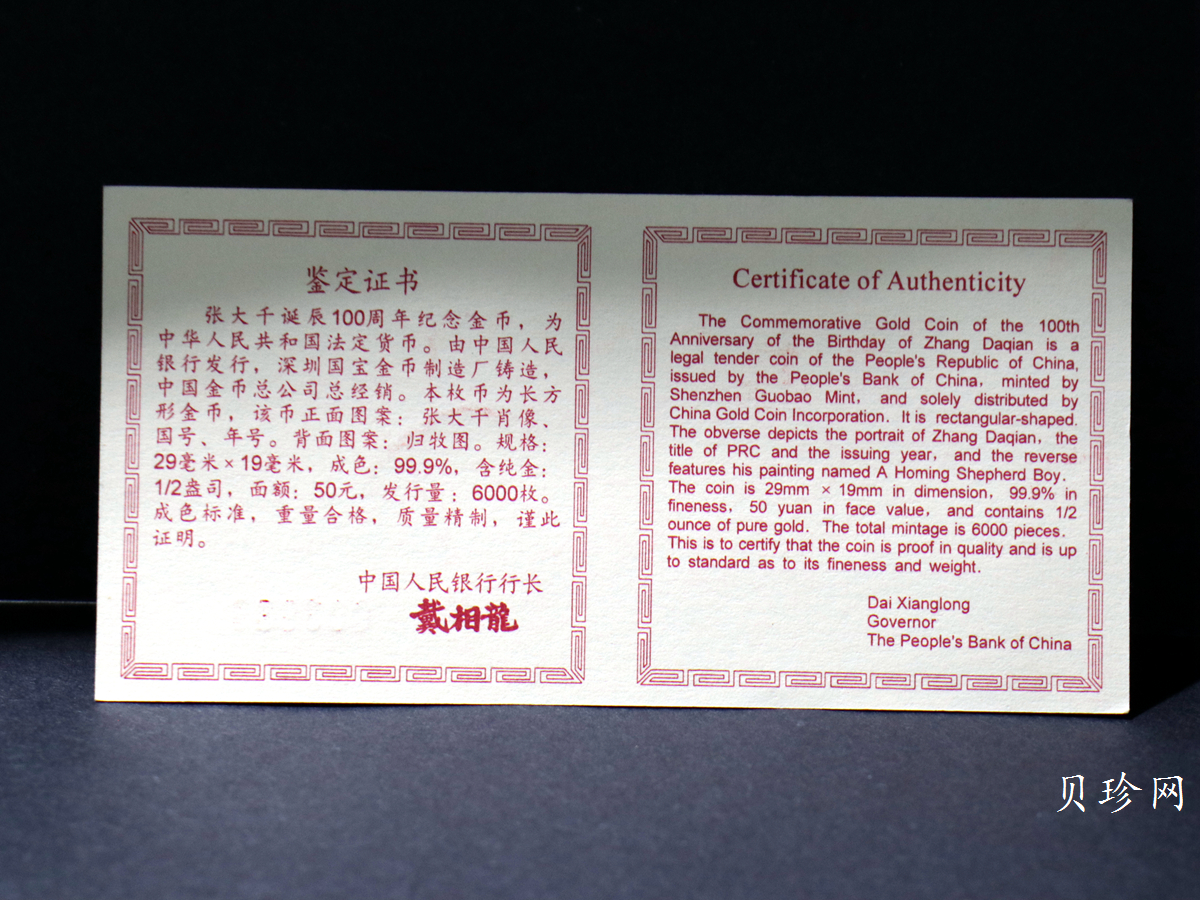 鉴定证书
张大千诞辰100周年纪念金币，为
中华人民共和国法定货币。由中国人民
银行发行，深圳国宝金币制造厂铸造，
中国金币总公司总经销。本枚币为长方
形金币，该币正面图案：张大千肖像、
国号、年号。背面图案：归牧图。规格：
29毫米×19毫米，成色：99.9%，含纯金：
1/2盎司，面额：50元，发行量：6000枚。
成色标准，重量合格，质量精制，谨此
证明。
中国人民银行行长
戴相龍
Certificate of Authenticity
The Commemorative Gold Coin of the 100th
Anniversary of the Birthday of Zhang Daqian is a
legal tender coin of the People's Republic of China,
issued by the People's Bank of China, minted by
Shenzhen Guobao Mint, and solely distributed by
China Gold Coin Incorporation. It is rectangular-shaped.
The obverse depicts the portrait of Zhang Daqian, the
title of PRC and the issuing year, and the reverse
features his painting named A Homing Shepherd Boy.
The coin is 29mm × 19mm in dimension, 99.9% in
fineness, 50 yuan in face value, and contains 1/2
ounce of pure gold. The total mintage is 6000 pieces.
This is to certify that the coin is proof in quality and is up
to standard as to its fineness and weight.
Dai Xianglong
Governor
The People's Bank of China
贝珍网